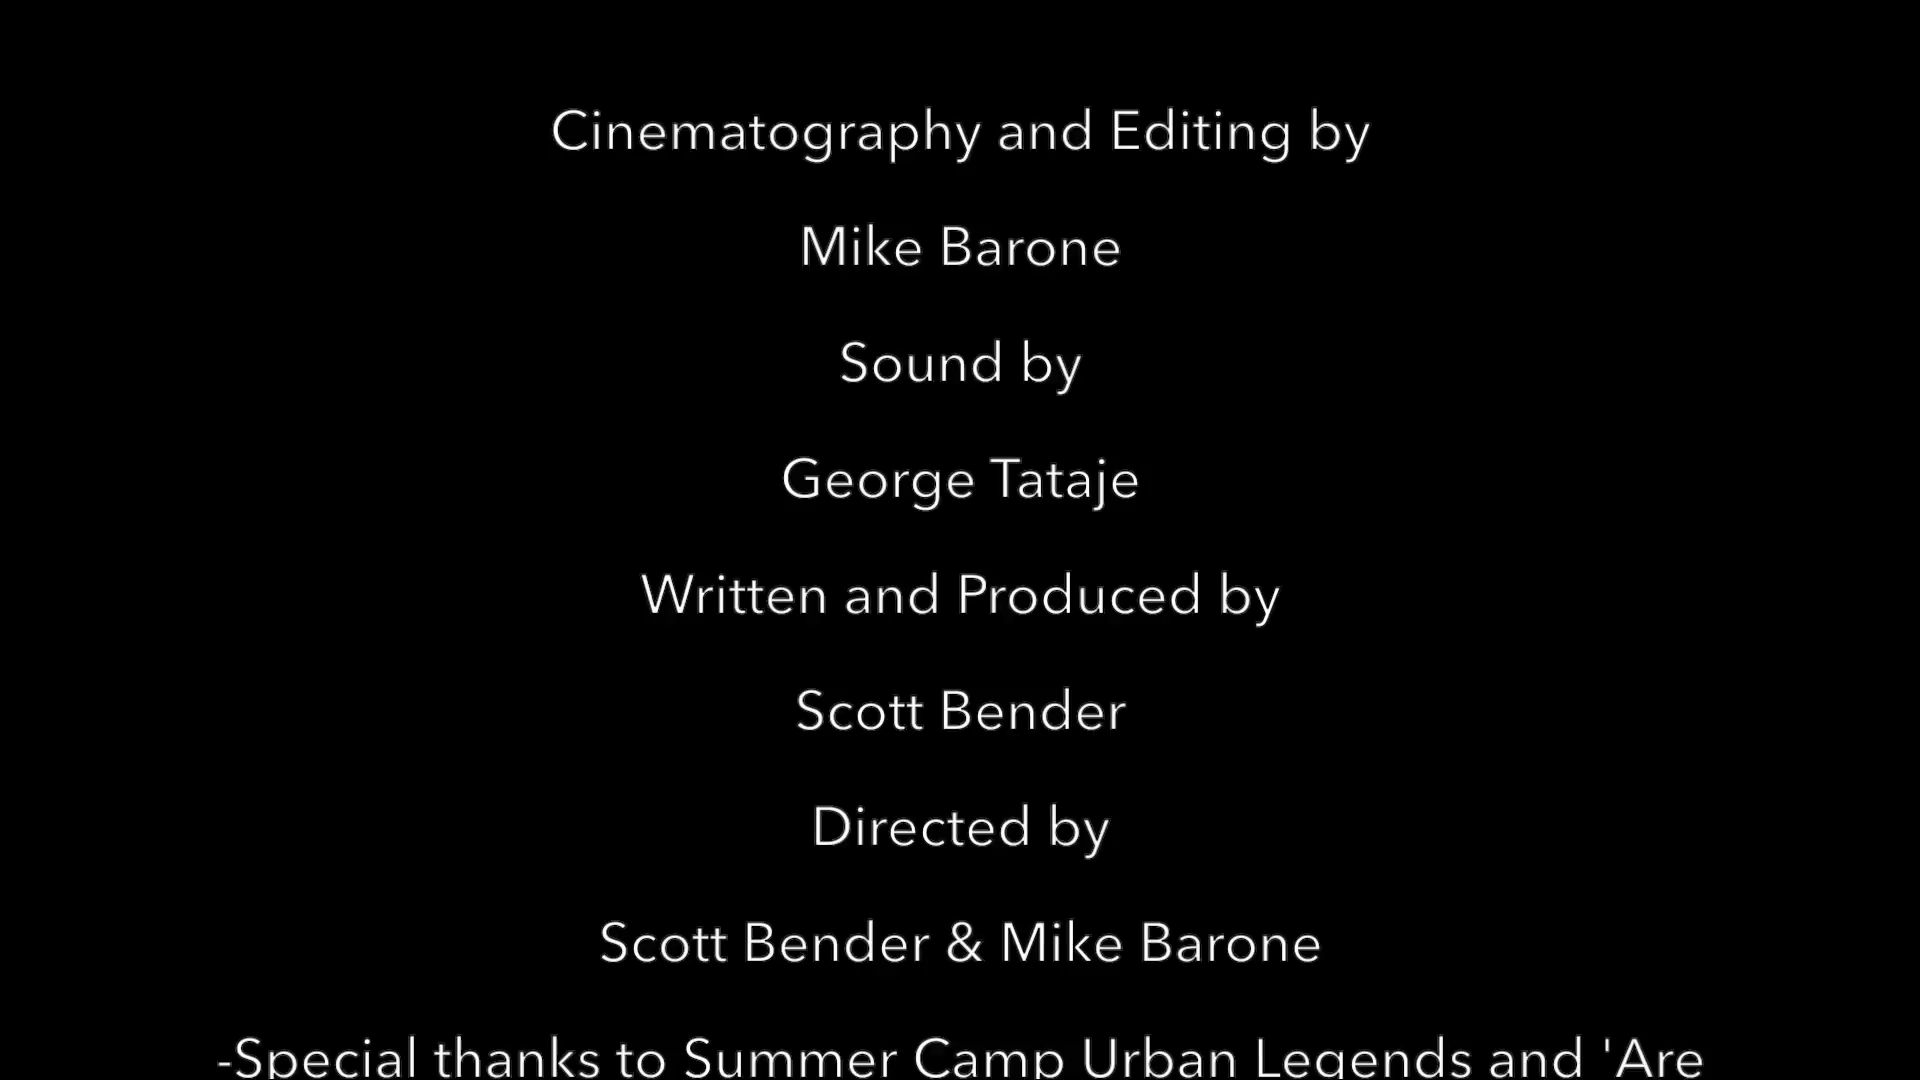 Cinematography and Editing by
Mike Barone
Sound by
George Tataje
Written and Produced by
Scott Bender
Directed by
Scott Bender & Mike Barone
-Special thanks to Summer Camp Urban Legends and 'Are